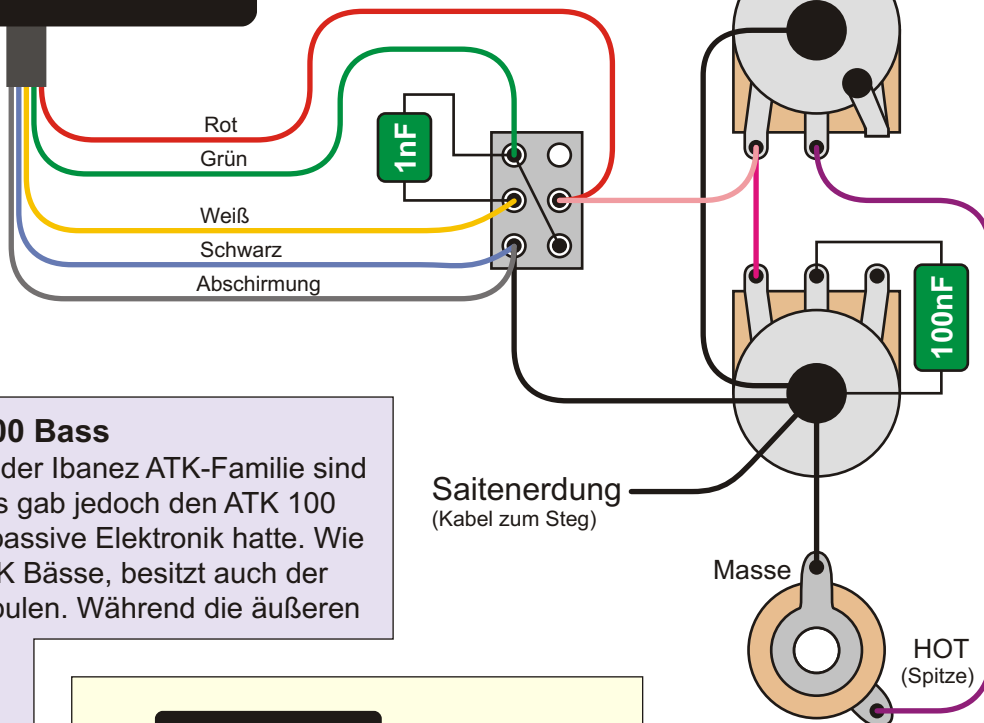 Rot
Grün
1nF
Weiß
Schwarz
Abschirmung
100nF
00 Bass
der Ibanez ATK-Familie sind
s gab jedoch den ATK 100
passive Elektronik hatte. Wie
K Bässe, besitzt auch der
pulen. Während die äußeren
Saitenerdung
(Kabel zum Steg)
Masse
HOT
(Spitze)